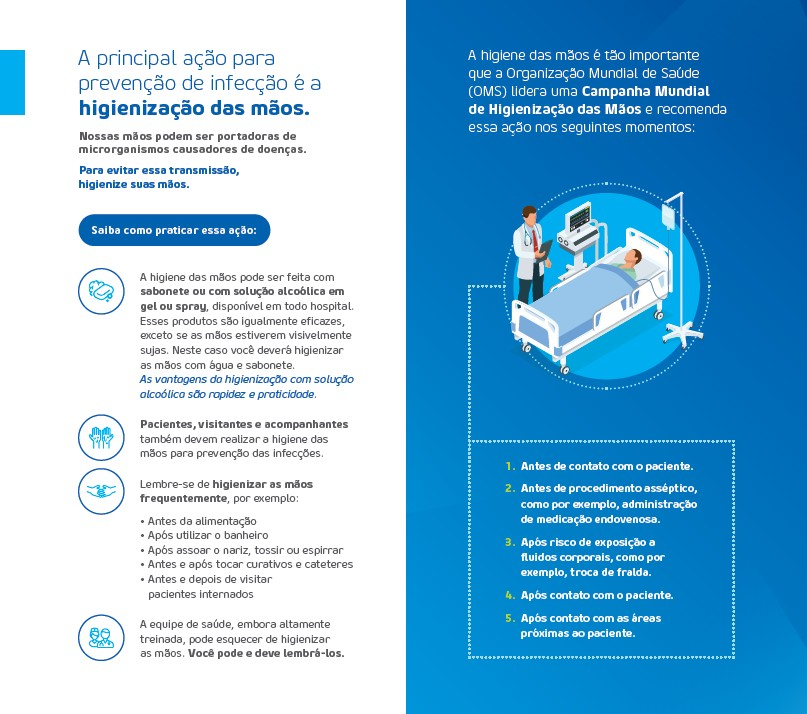 A principal ação para
prevenção de infecção é a
higienização das mãos.
Nossas mãos podem ser portadoras de
microrganismos causadores de doenças.
Para evitar essa transmissão,
higienize suas mãos.
Saiba como praticar essa ação:
A higiene das mãos pode ser feita com
sabonete ou com solução alcoólica em
gel ou spray, disponível em todo hospital.
Esses produtos são igualmente eficazes,
exceto se as mãos estiverem visivelmente
sujas. Neste caso você deverá higienizar
as mãos com água e sabonete.
As vantagens da higienização com solução
alcoólica são rapidez e praticidade.
Pacientes, visitantes e acompanhantes
também devem realizar a higiene das
mãos para prevenção das infecções.
Lembre-se de higienizar as mãos
frequentemente, por exemplo:
• Antes da alimentação
• Após utilizar o banheiro
• Após assoar o nariz, tossir ou espirrar
• Antes e após tocar curativos e cateteres
• Antes e depois de visitar
pacientes internados
A equipe de saúde, embora altamente
treinada, pode esquecer de higienizar
as mãos. Você pode e deve lembrá-los.
A higiene das mãos é tão importante
que a Organização Mundial de Saúde
(OMS) lidera uma Campanha Mundial
de Higienização das Mãos e recomenda
essa ação nos seguintes momentos:
1. Antes de contato com o paciente.
2. Antes de procedimento asséptico,
como por exemplo, administração
de medicação endovenosa.
3. Após risco de exposição a
fluidos corporais, como por
exemplo, troca de fralda.
4. Após contato com o paciente.
5. Após contato com as áreas
próximas ao paciente.